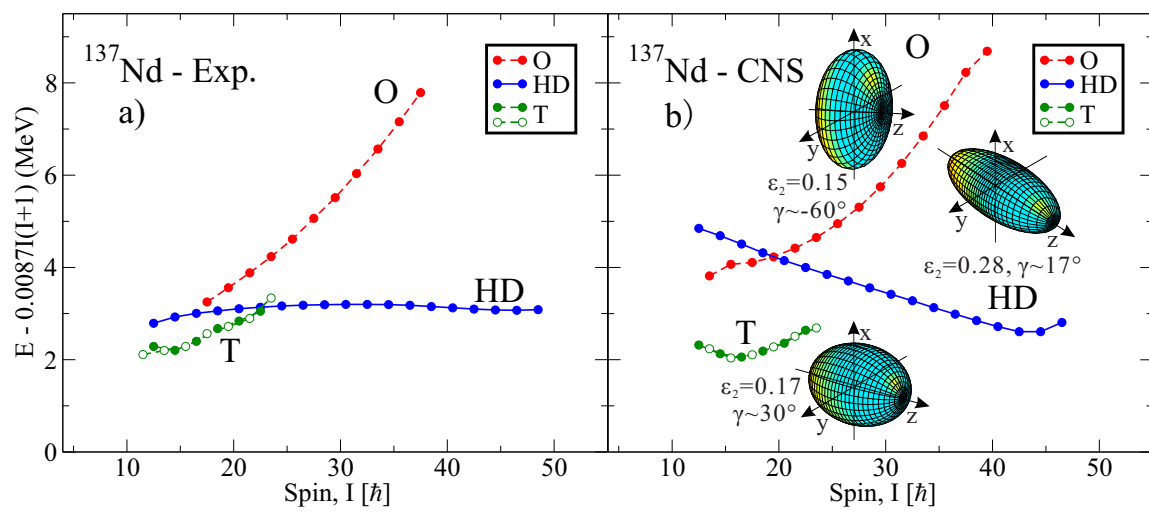 ¹³⁷Nd - Exp.
a)
O
HD
T
O
HD
T
E - 0.0087I(I+1) (MeV)
8
6
4
2
0
10
20
30
40
50
Spin, I [ħ]
¹³⁷Nd - CNS
b)
O
HD
T
O
x
y
z
ε₂=0.15
γ~-60°
x
y
z
ε₂=0.28, γ~17°
HD
T
x
y
z
ε₂=0.17
γ~30°
10
20
30
40
50
Spin, I [ħ]